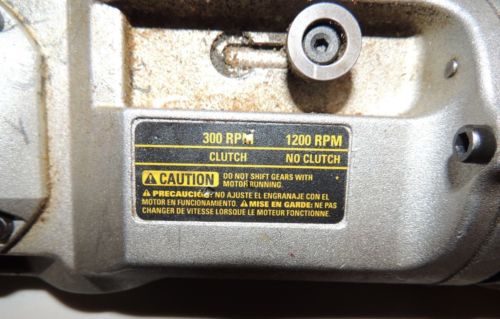 300 RPM 1200 RPM
CLUTCH NO CLUTCH
CAUTION DO NOT SHIFT GEARS WITH
MOTOR RUNNING.
PRECAUCIÓN: NO AJUSTE EL ENGRANAJE CON EL
MOTOR EN FUNCIONAMIENTO. MISE EN GARDE: NE PAS
CHANGER DE VITESSE LORSQUE LE MOTEUR FONCTIONNE.